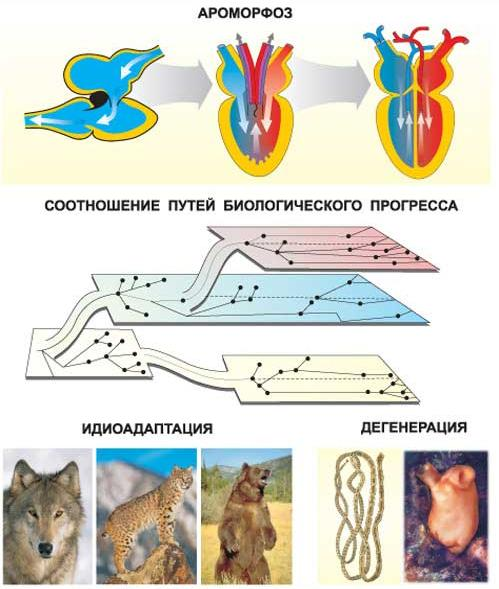 АРОМОРФОЗ
СООТНОШЕНИЕ ПУТЕЙ БИОЛОГИЧЕСКОГО ПРОГРЕССА
ИДИОАДАПТАЦИЯ
ДЕГЕНЕРАЦИЯ